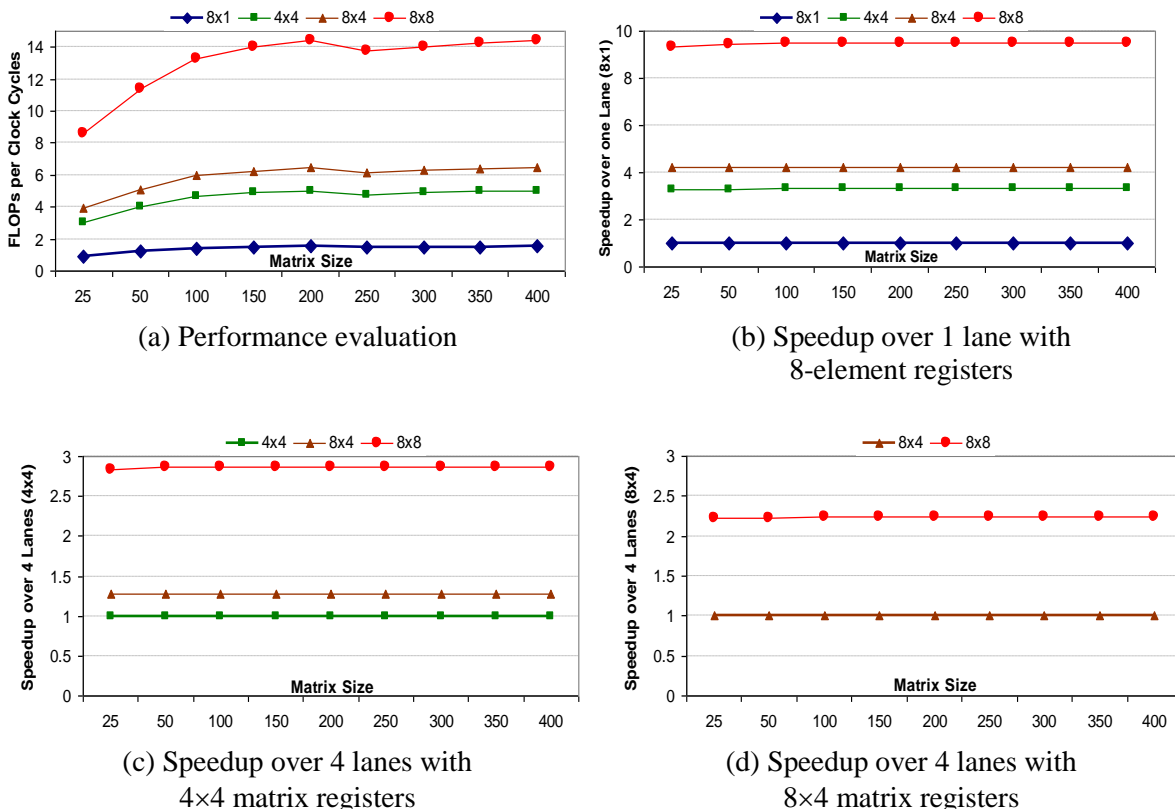 8x1 4x4 8x4 8x8
FLOPs per Clock Cycles
14
12
10
8
6
4
2
0
Matrix Size
25 50 100 150 200 250 300 350 400
(a) Performance evaluation
8x1 4x4 8x4 8x8
Speedup over one Lane (8x1)
10
8
6
4
2
0
Matrix Size
25 50 100 150 200 250 300 350 400
(b) Speedup over 1 lane with
8-element registers
4x4 8x4 8x8
Speedup over 4 Lanes (4x4)
3
2.5
2
1.5
1
0.5
0
Matrix Size
25 50 100 150 200 250 300 350 400
(c) Speedup over 4 lanes with
4×4 matrix registers
8x4 8x8
Speedup over 4 Lanes (8x4)
3
2.5
2
1.5
1
0.5
0
Matrix Size
25 50 100 150 200 250 300 350 400
(d) Speedup over 4 lanes with
8×4 matrix registers